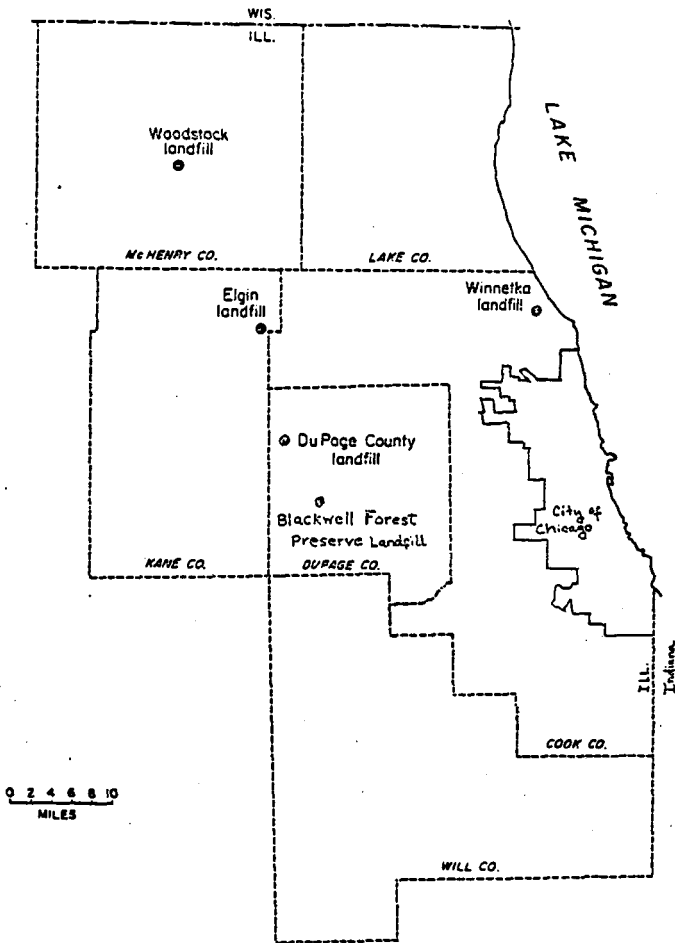 WIS.
ILL.
LAKE MICHIGAN
Woodstock
landfill
McHENRY CO.
LAKE CO.
Elgin
landfill
Winnetka
landfill
DuPage County
landfill
Blackwell Forest
Preserve Landfill
City of
Chicago
KANE CO.
DUPAGE CO.
ILL.
Indiana
COOK CO.
0 2 4 6 8 10
MILES
WILL CO.